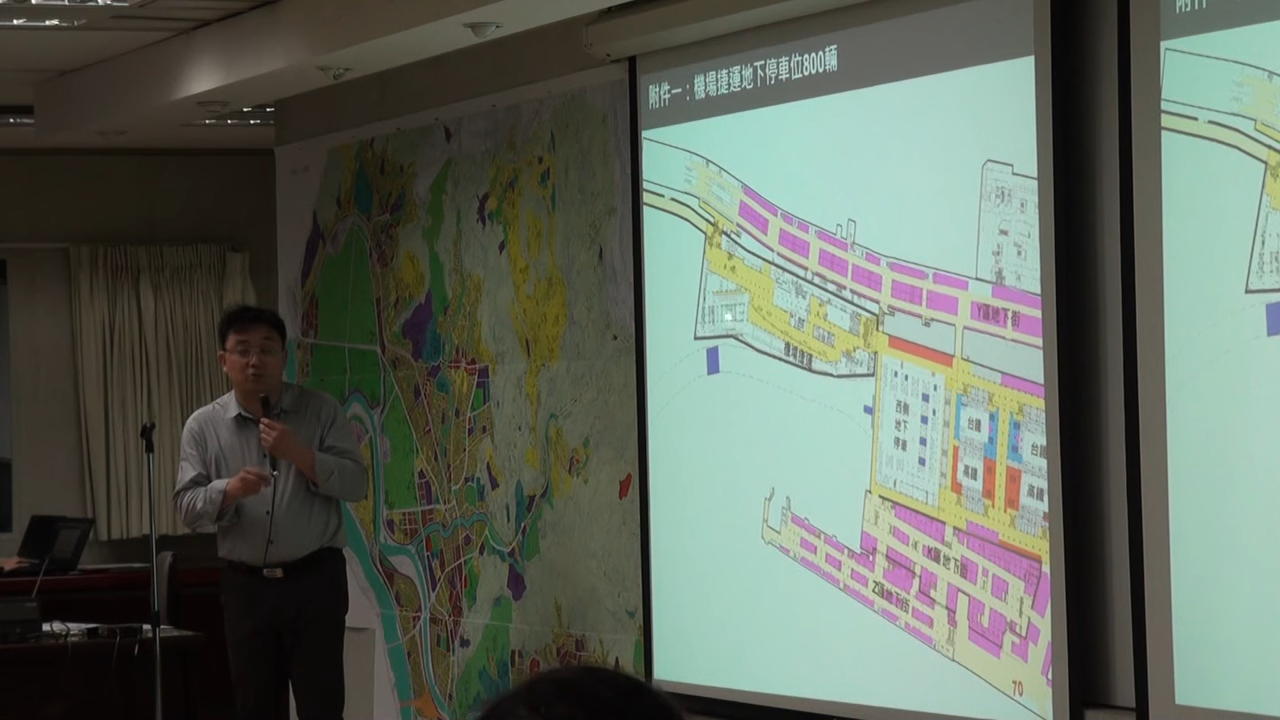 附件一：機場捷運地下停車位800輛
附件
Y區地下街
機場捷運
西側
地下
停車
台鐵
台鐵
高鐵
高鐵
K區地下街
Z區地下街
70